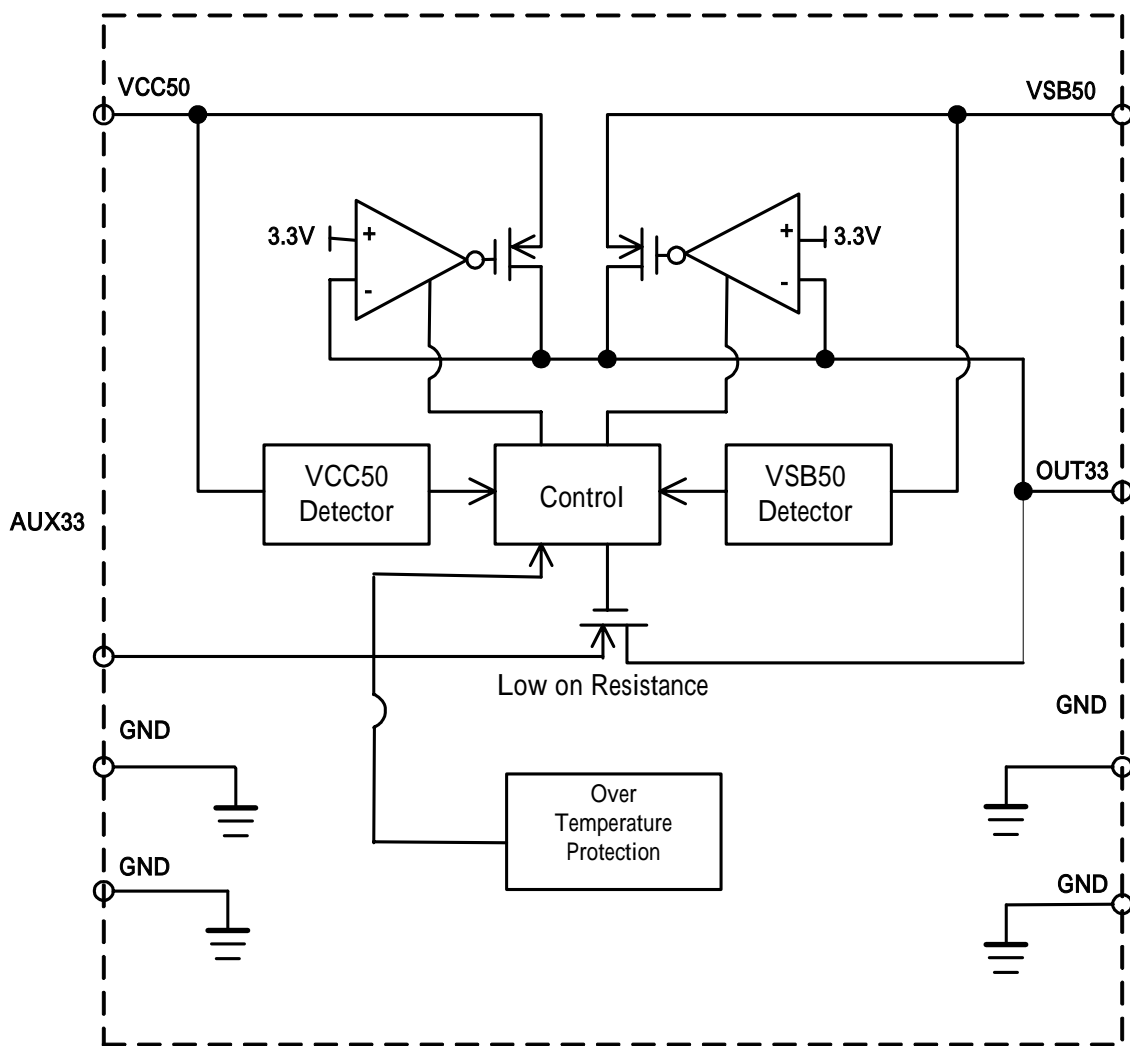 VCC50
VSB50
3.3V
+
-
+
-
3.3V
VCC50
Detector
Control
VSB50
Detector
OUT33
AUX33
Low on Resistance
GND
GND
Over
Temperature
Protection
GND
GND